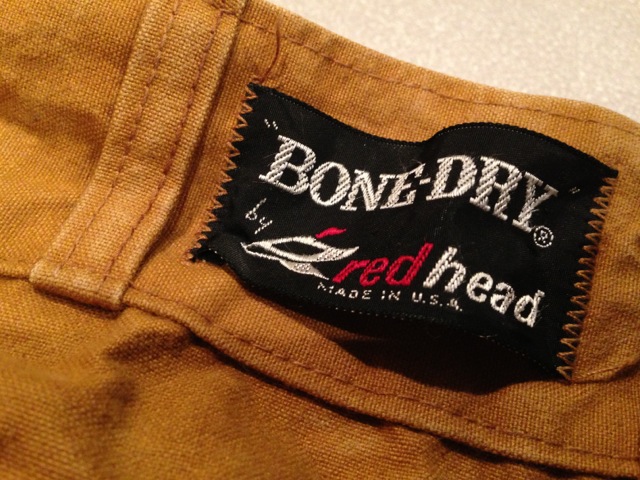 "BONE-DRY"®
by red head
MADE IN U.S.A.